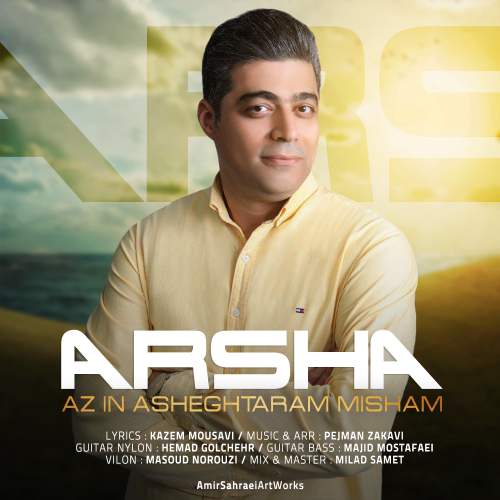 ARS
ARSHA
AZ IN ASHEGHTARAM MISHAM
LYRICS : KAZEM MOUSAVI / MUSIC & ARR : PEJMAN ZAKAVI
GUITAR NYLON : HEMAD GOLCHEHR / GUITAR BASS : MAJID MOSTAFAEI
VILON : MASOUD NOROUZI / MIX & MASTER : MILAD SAMET
AmirSahraeiArtWorks